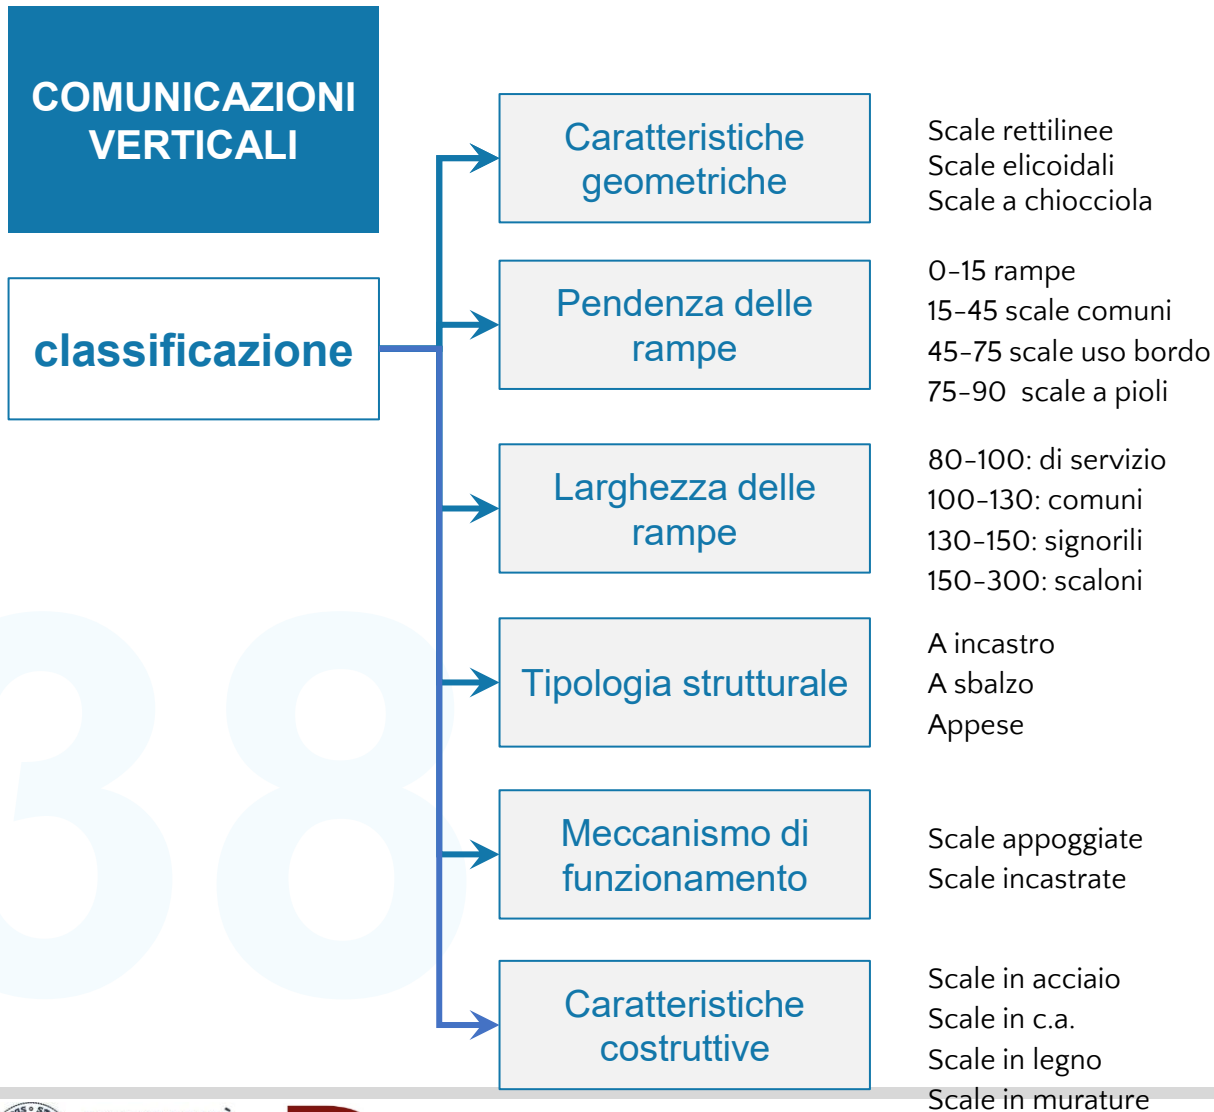 COMUNICAZIONI
VERTICALI
classificazione
Caratteristiche
geometriche
Scale rettilinee
Scale elicoidali
Scale a chiocciola
Pendenza delle
rampe
0-15 rampe
15-45 scale comuni
45-75 scale uso bordo
75-90 scale a pioli
Larghezza delle
rampe
80-100: di servizio
100-130: comuni
130-150: signorili
150-300: scaloni
Tipologia strutturale
A incastro
A sbalzo
Appese
Meccanismo di
funzionamento
Scale appoggiate
Scale incastrate
Caratteristiche
costruttive
Scale in acciaio
Scale in c.a.
Scale in legno
Scale in murature
38